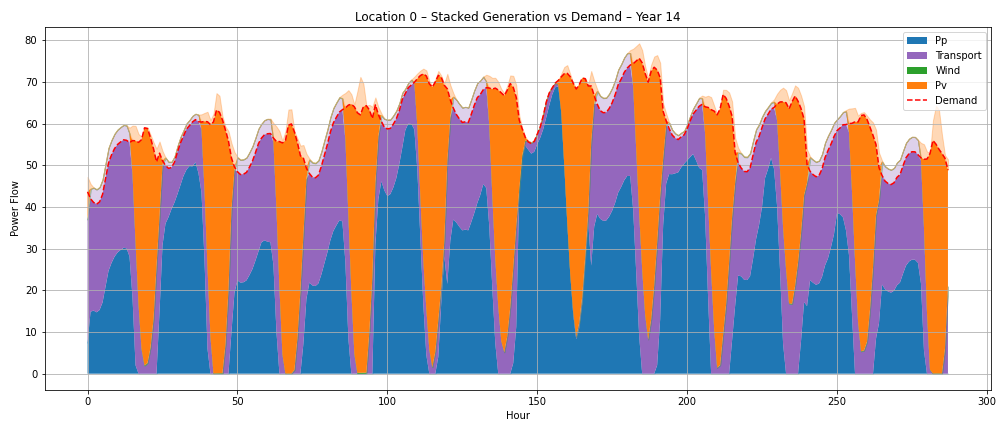 Location 0 – Stacked Generation vs Demand – Year 14
Power Flow
80
70
60
50
40
30
20
10
0
Pp
Transport
Wind
Pv
Demand
0
50
100
150
200
250
300
Hour